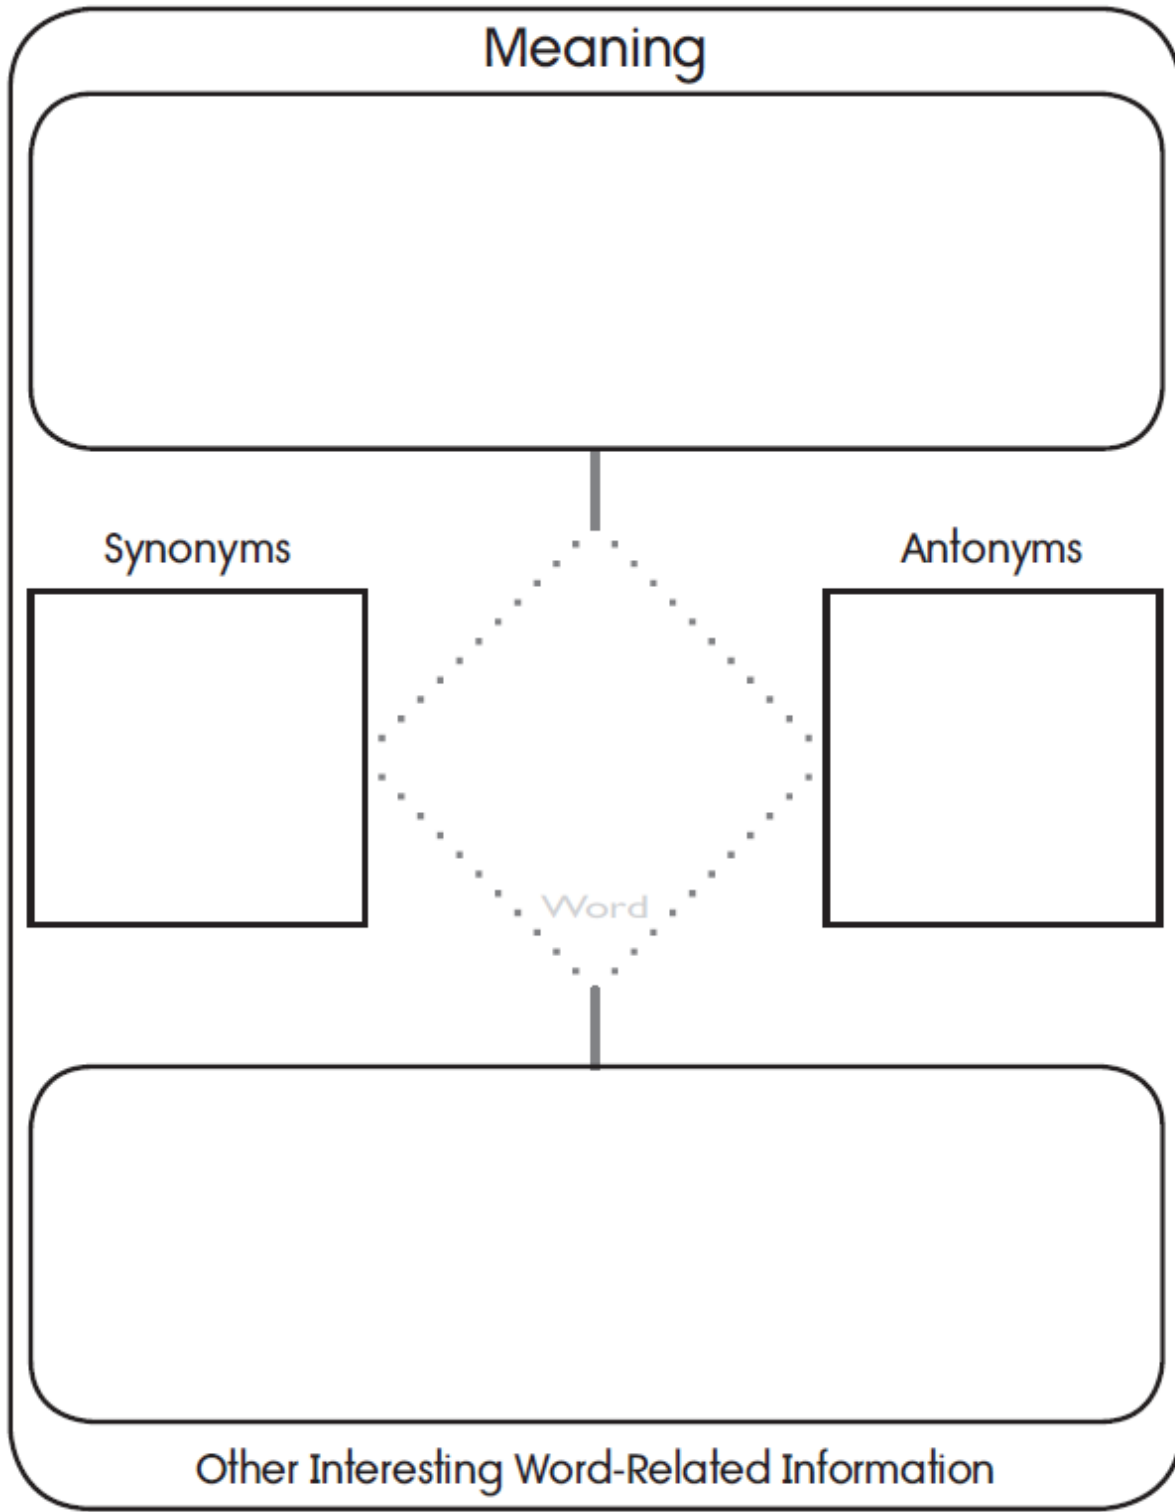 Meaning
Synonyms
Antonyms
Word
Other Interesting Word-Related Information